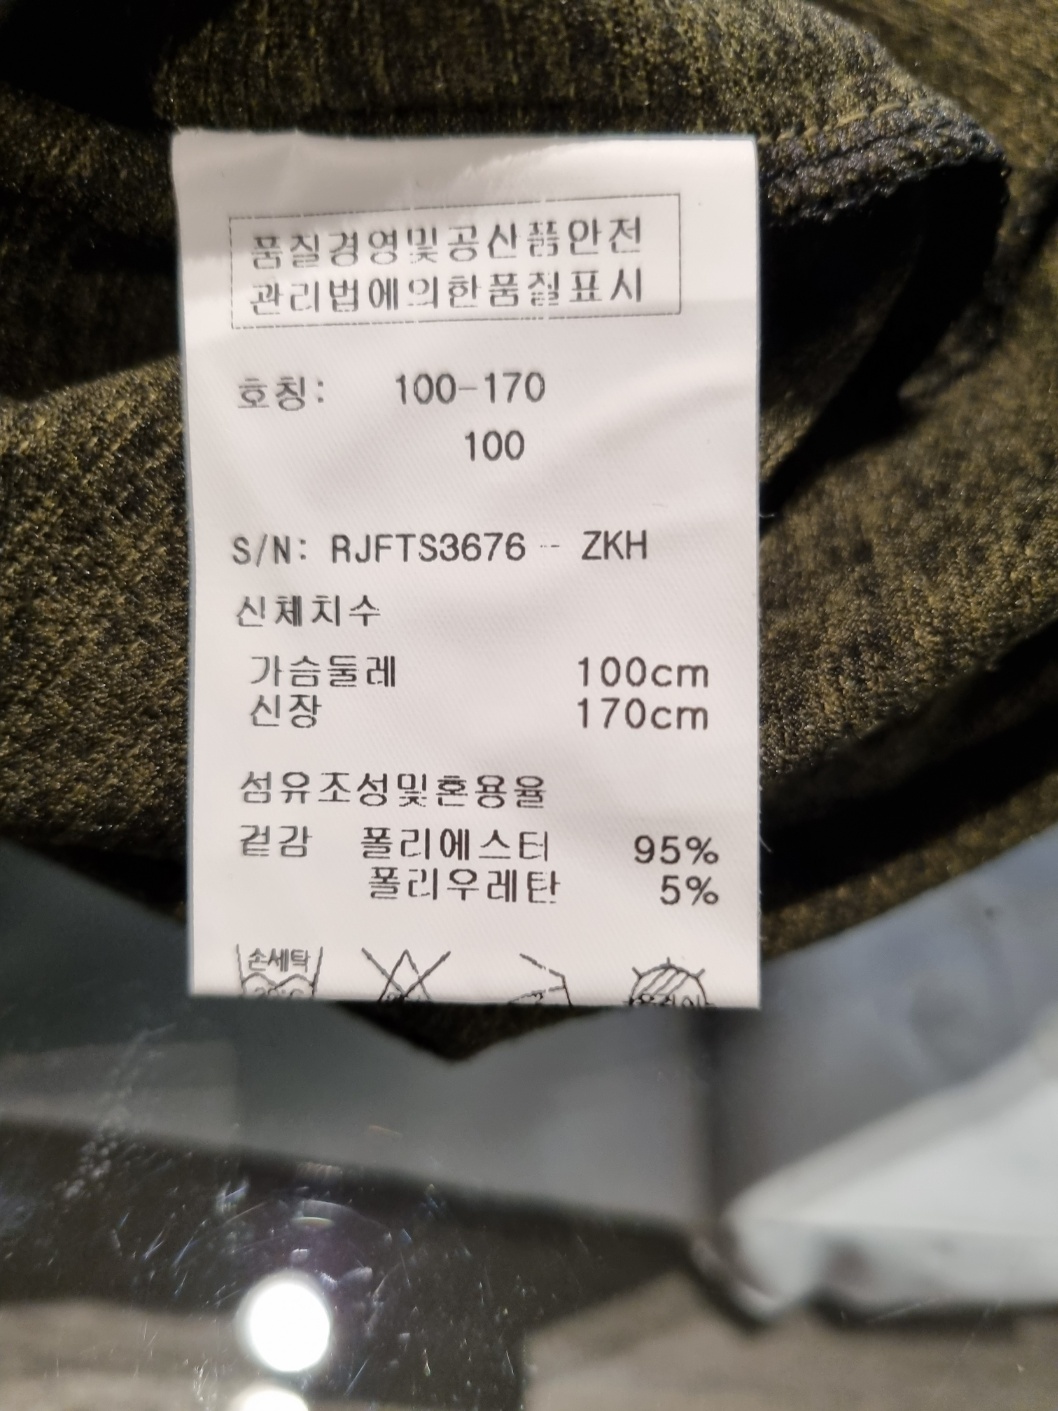 품질경영및공산품안전
관리법에의한품질표시
호칭: 100-170
100
S/N: RJFTS3676 - ZKH
신체치수
가슴둘레 100cm
신장 170cm
섬유조성및혼용율
겉감 폴리에스터 95%
폴리우레탄 5%
손세탁